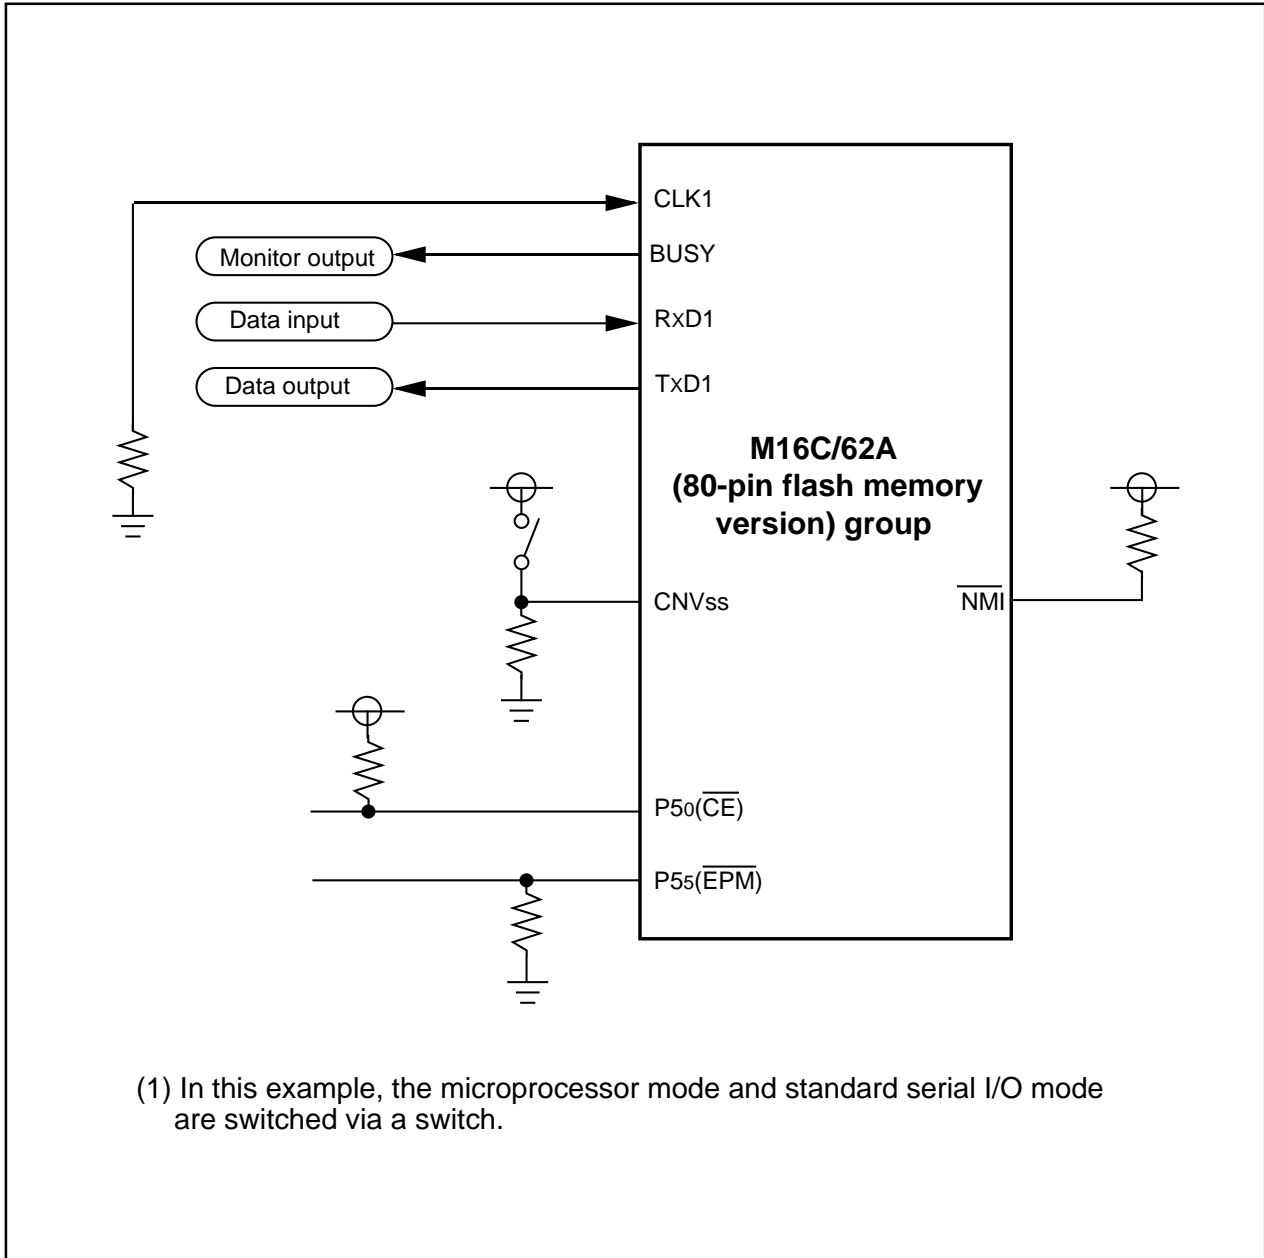 CLK1
Monitor output
BUSY
Data input
RxD1
Data output
TxD1
M16C/62A
(80-pin flash memory
version) group
CNVss
NMI
P50(CE)
P55(EPM)
(1) In this example, the microprocessor mode and standard serial I/O mode
are switched via a switch.